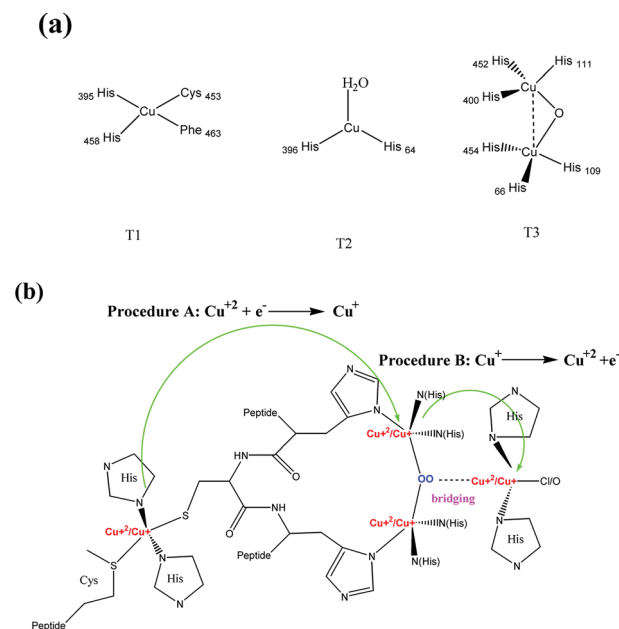 (a)
395 His Cys 453
Cu
458 His Phe 463
T1
H₂O
Cu
396 His His 64
T2
452 His His 111
Cu
400 His O
Cu
454 His His 109
66 His
T3
(b)
Procedure A: Cu⁺² + e⁻ → Cu⁺
Procedure B: Cu⁺ → Cu⁺² +e⁻
N
N
N(His)
Peptide
Cu+²/Cu+ N(His)
His
N
O
HN
OO
bridging
Cu+²/Cu+ Cl/O
N
His
N
N
His
N
S
O
NH
Cu+²/Cu+ N(His)
N(His)
N
His
N
Cu+²/Cu+
Peptide
N
N
S
Cys
His
N
Peptide